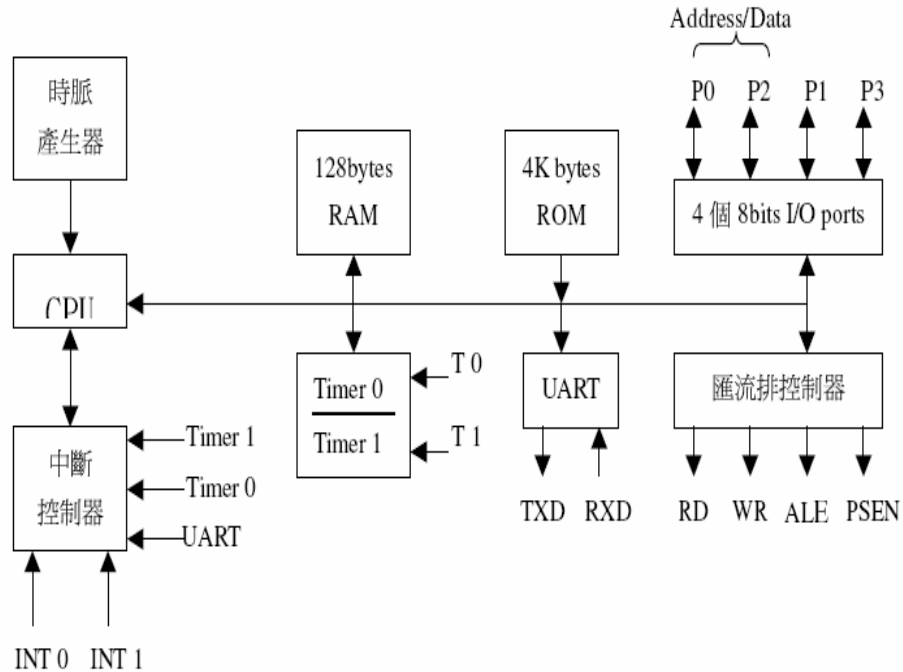 Address/Data
P0 P2 P1 P3
時脈
產生器
128bytes
RAM
4K bytes
ROM
4 個 8bits I/O ports
CPU
Timer 0
Timer 1
T 0
T 1
UART
匯流排控制器
TXD RXD
RD WR ALE PSEN
中斷
控制器
Timer 1
Timer 0
UART
INT 0 INT 1